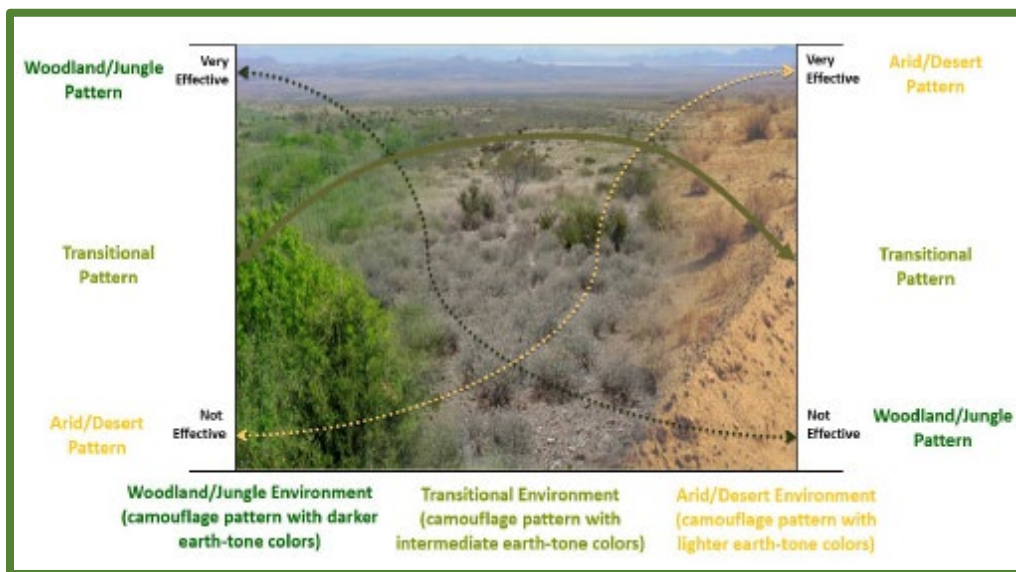 Woodland/Jungle
Pattern
Very
Effective
Very
Effective
Arid/Desert
Pattern
Transitional
Pattern
Transitional
Pattern
Arid/Desert
Pattern
Not
Effective
Not
Effective
Woodland/Jungle
Pattern
Woodland/Jungle Environment
(camouflage pattern with darker
earth-tone colors)
Transitional Environment
(camouflage pattern with
intermediate earth-tone colors)
Arid/Desert Environment
(camouflage pattern with
lighter earth-tone colors)